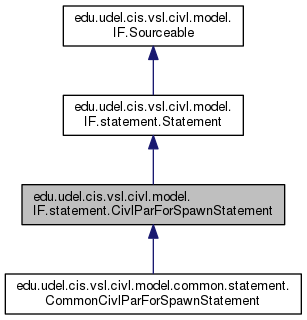 edu.udel.cis.vsl.civl.model.
IF.Sourceable
edu.udel.cis.vsl.civl.model.
IF.statement.Statement
edu.udel.cis.vsl.civl.model.
IF.statement.CivlParForSpawnStatement
edu.udel.cis.vsl.civl.model.common.statement.
CommonCivlParForSpawnStatement